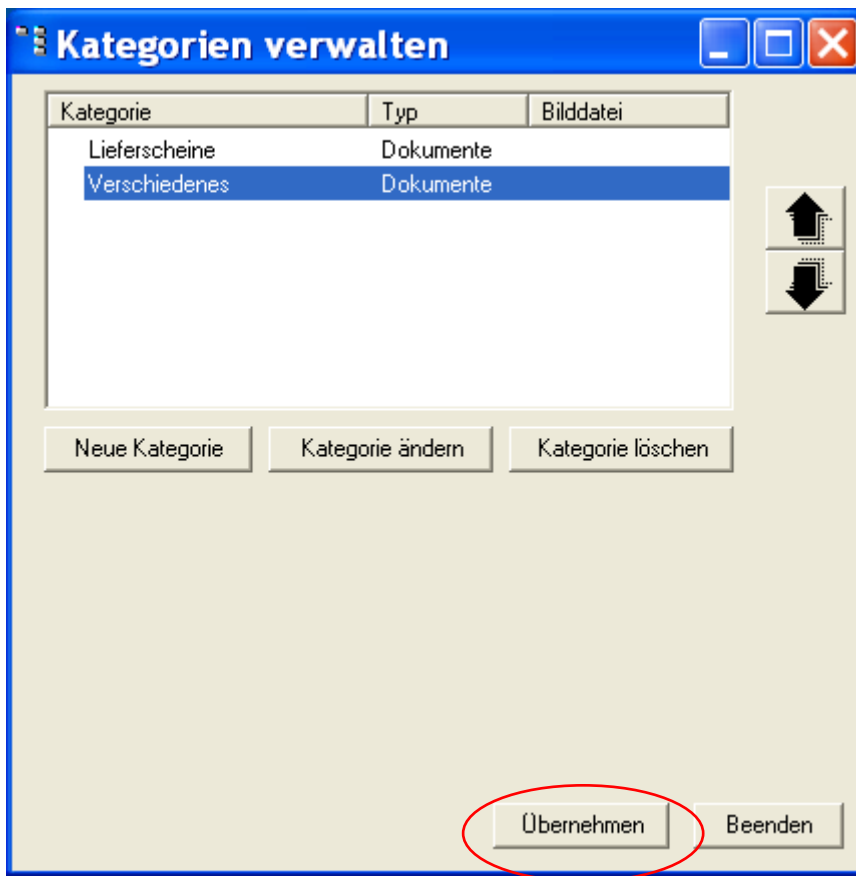 Kategorien verwalten
Kategorie Typ Bilddatei
Lieferscheine Dokumente
Verschiedenes Dokumente
Neue Kategorie Kategorie ändern Kategorie löschen
Übernehmen Beenden